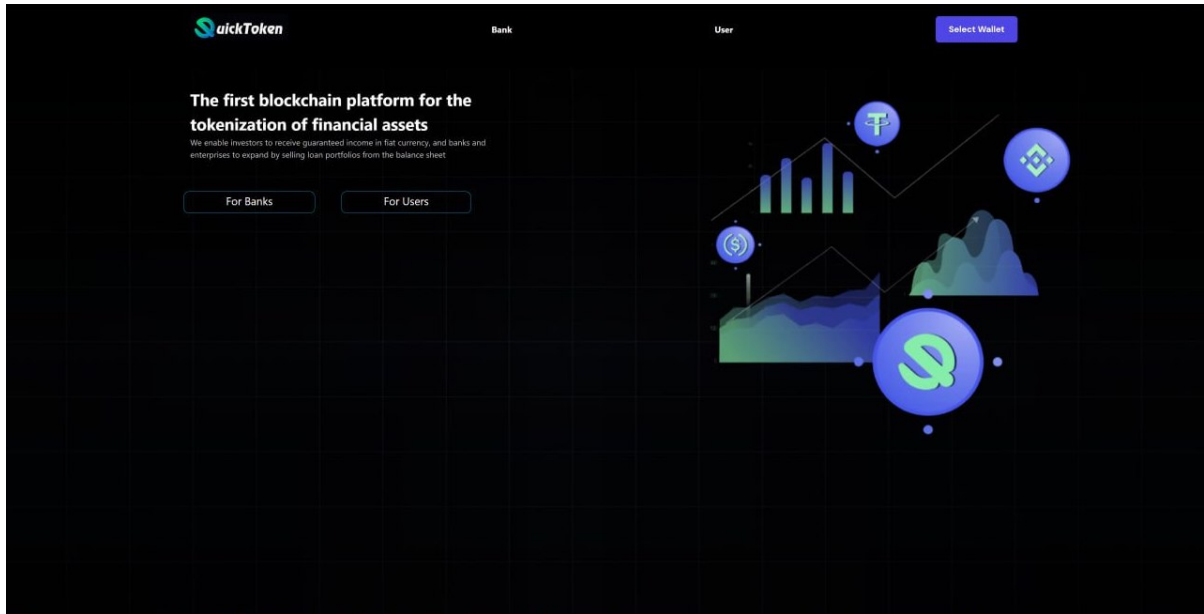 QuickToken
Bank
User
Select Wallet
The first blockchain platform for the
tokenization of financial assets
We enable investors to receive guaranteed income in fiat currency, and banks and
enterprises to expand by selling loan portfolios from the balance sheet
For Banks
For Users